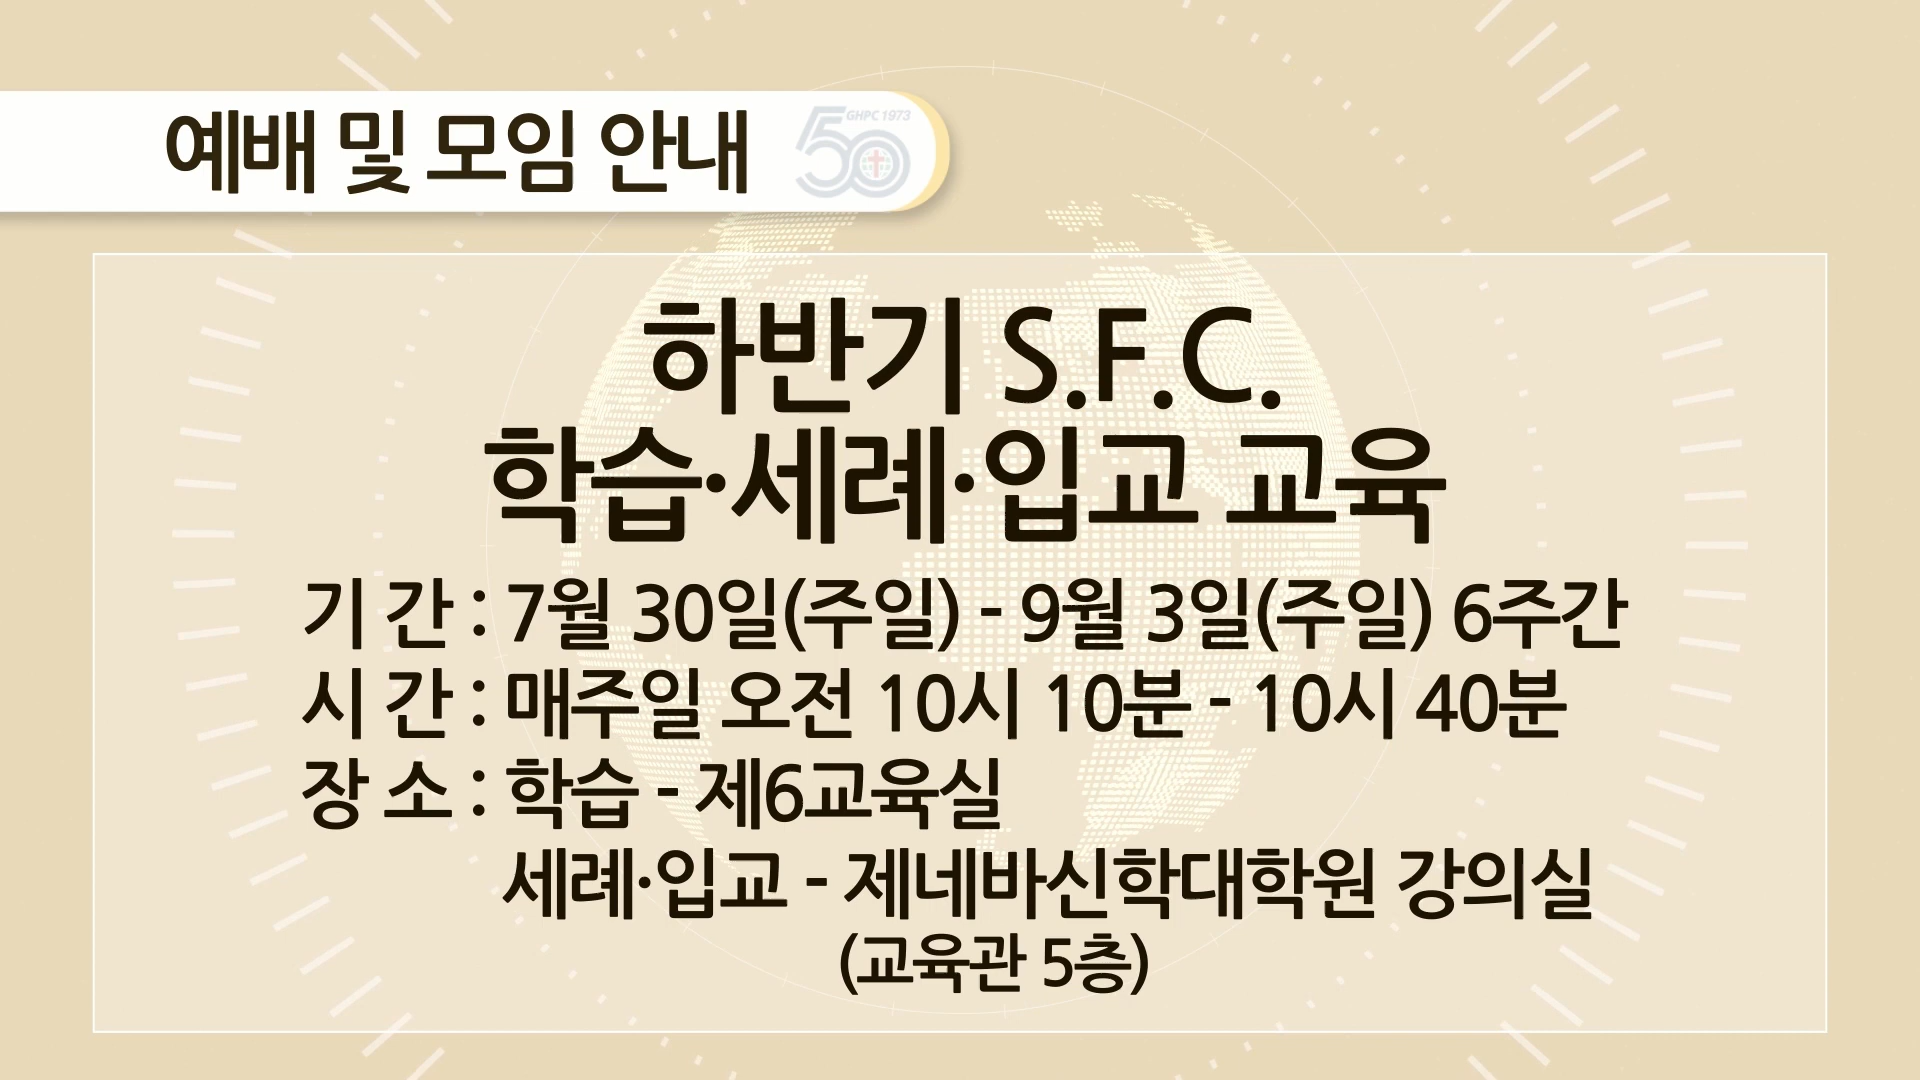 예배 및 모임 안내
GHPC 1973
50
하반기 S.F.C.
학습·세례·입교 교육
기 간 : 7월 30일(주일) - 9월 3일(주일) 6주간
시 간 : 매주일 오전 10시 10분 - 10시 40분
장 소 : 학습 - 제6교육실
세례·입교 - 제네바신학대학원 강의실
(교육관 5층)